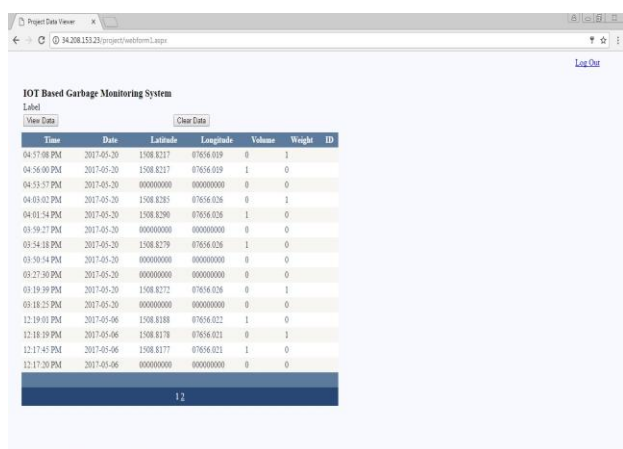 Project Data Viewer
34.208.153.23/project/webform1.aspx
Log Out
IOT Based Garbage Monitoring System
Label
View Data Clear Data
Time Date Latitude Longitude Volume Weight ID
04:57:08 PM 2017-05-20 1508.8217 07656.019 0 1
04:56:00 PM 2017-05-20 1508.8217 07656.019 1 0
04:53:57 PM 2017-05-20 000000000 000000000 0 0
04:03:02 PM 2017-05-20 1508.8285 07656.026 0 1
04:01:54 PM 2017-05-20 1508.8290 07656.026 1 0
03:59:27 PM 2017-05-20 000000000 000000000 0 0
03:54:18 PM 2017-05-20 1508.8279 07656.026 1 0
03:50:54 PM 2017-05-20 000000000 000000000 0 0
03:27:30 PM 2017-05-20 000000000 000000000 0 0
03:19:39 PM 2017-05-20 1508.8272 07656.026 0 1
03:18:25 PM 2017-05-20 000000000 000000000 0 0
12:19:01 PM 2017-05-06 1508.8188 07656.022 1 0
12:18:19 PM 2017-05-06 1508.8178 07656.021 0 1
12:17:45 PM 2017-05-06 1508.8177 07656.021 1 0
12:17:20 PM 2017-05-06 000000000 000000000 0 0
1 2